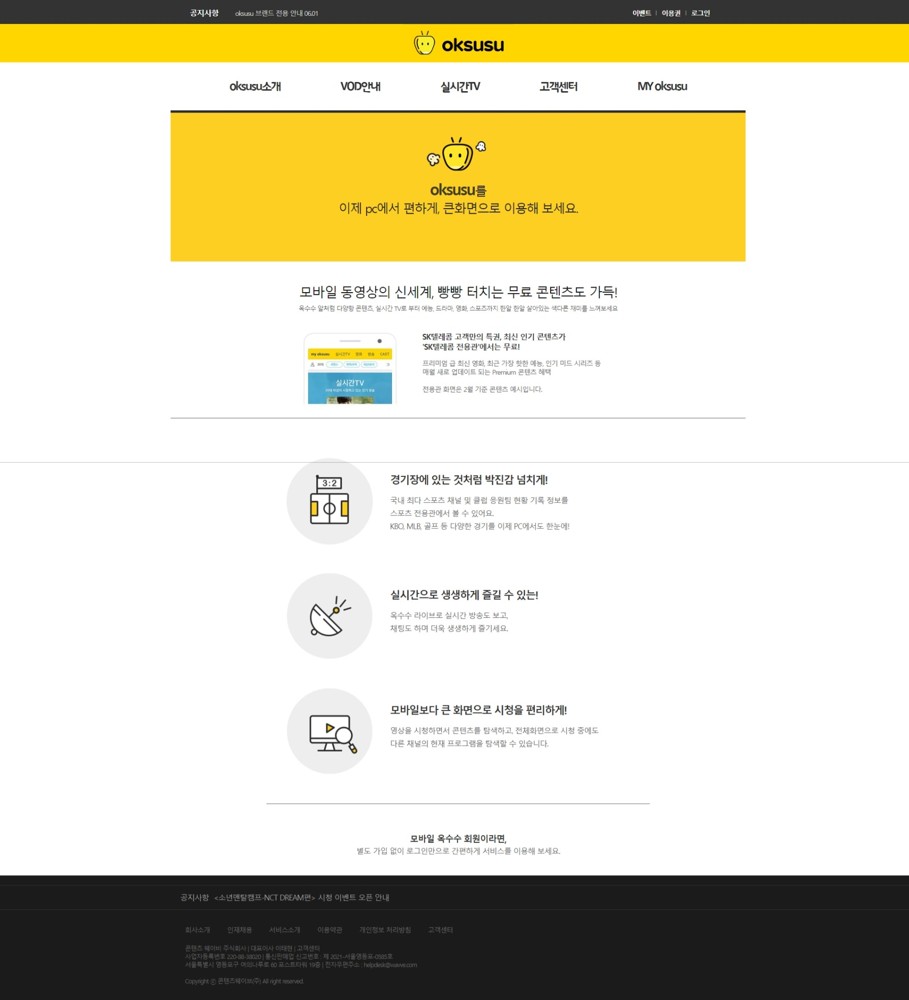 공지사항 oksusu 브랜드 전용 안내 06.01
이벤트 | 이용권 | 로그인
oksusu
oksusu소개 VOD안내 실시간TV 고객센터 MY oksusu
oksusu를
이제 pc에서 편하게, 큰화면으로 이용해 보세요.
모바일 동영상의 신세계, 빵빵 터치는 무료 콘텐츠도 가득!
옥수수 알처럼 다양항 콘텐츠, 실시간 TV로 부터 예능, 드라마, 영화, 스포츠까지 한알 한알 살아있는 색다른 재미를 느껴보세요
my oksusu 실시간TV 영화 방송 CAST
20대
실시간TV
20대 여성이 시청하고 있는 인기 방송
SK텔레콤 고객만의 특권, 최신 인기 콘텐츠가
'SK텔레콤 전용관'에서는 무료!
프리미엄 급 최신 영화, 최근 가장 핫한 예능, 인기 미드 시리즈 등
매월 새로 업데이트 되는 Premium 콘텐츠 혜택
전용관 화면은 2월 기준 콘텐츠 예시입니다.
3:2
경기장에 있는 것처럼 박진감 넘치게!
국내 최다 스포츠 채널 및 클럽 응원팀 현황 기록 정보를
스포츠 전용관에서 볼 수 있어요.
KBO, MLB, 골프 등 다양한 경기를 이제 PC에서도 한눈에!
실시간으로 생생하게 즐길 수 있는!
옥수수 라이브로 실시간 방송도 보고,
채팅도 하며 더욱 생생하게 즐기세요.
모바일보다 큰 화면으로 시청을 편리하게!
영상을 시청하면서 콘텐츠를 탐색하고, 전체화면으로 시청 중에도
다른 채널의 현재 프로그램을 탐색할 수 있습니다.
모바일 옥수수 회원이라면,
별도 가입 없이 로그인만으로 간편하게 서비스를 이용해 보세요.
공지사항 <소년멘탈캠프-NCT DREAM편> 시청 이벤트 오픈 안내
회사소개 인재채용 서비스소개 이용약관 개인정보 처리방침 고객센터
콘텐츠 웨이비 주식회사 | 대표이사 이태현 | 고객센터
사업자등록번호 220-88-38020 | 통신판매업 신고번호 : 제 2021-서울영등포-0585호
서울특별시 영등포구 여의나루로 60 포스트타워 19층 | 전자우편주소 : helpdesk@wavve.com
Copyright ⓒ 콘텐츠웨이브(주) All right reserved.